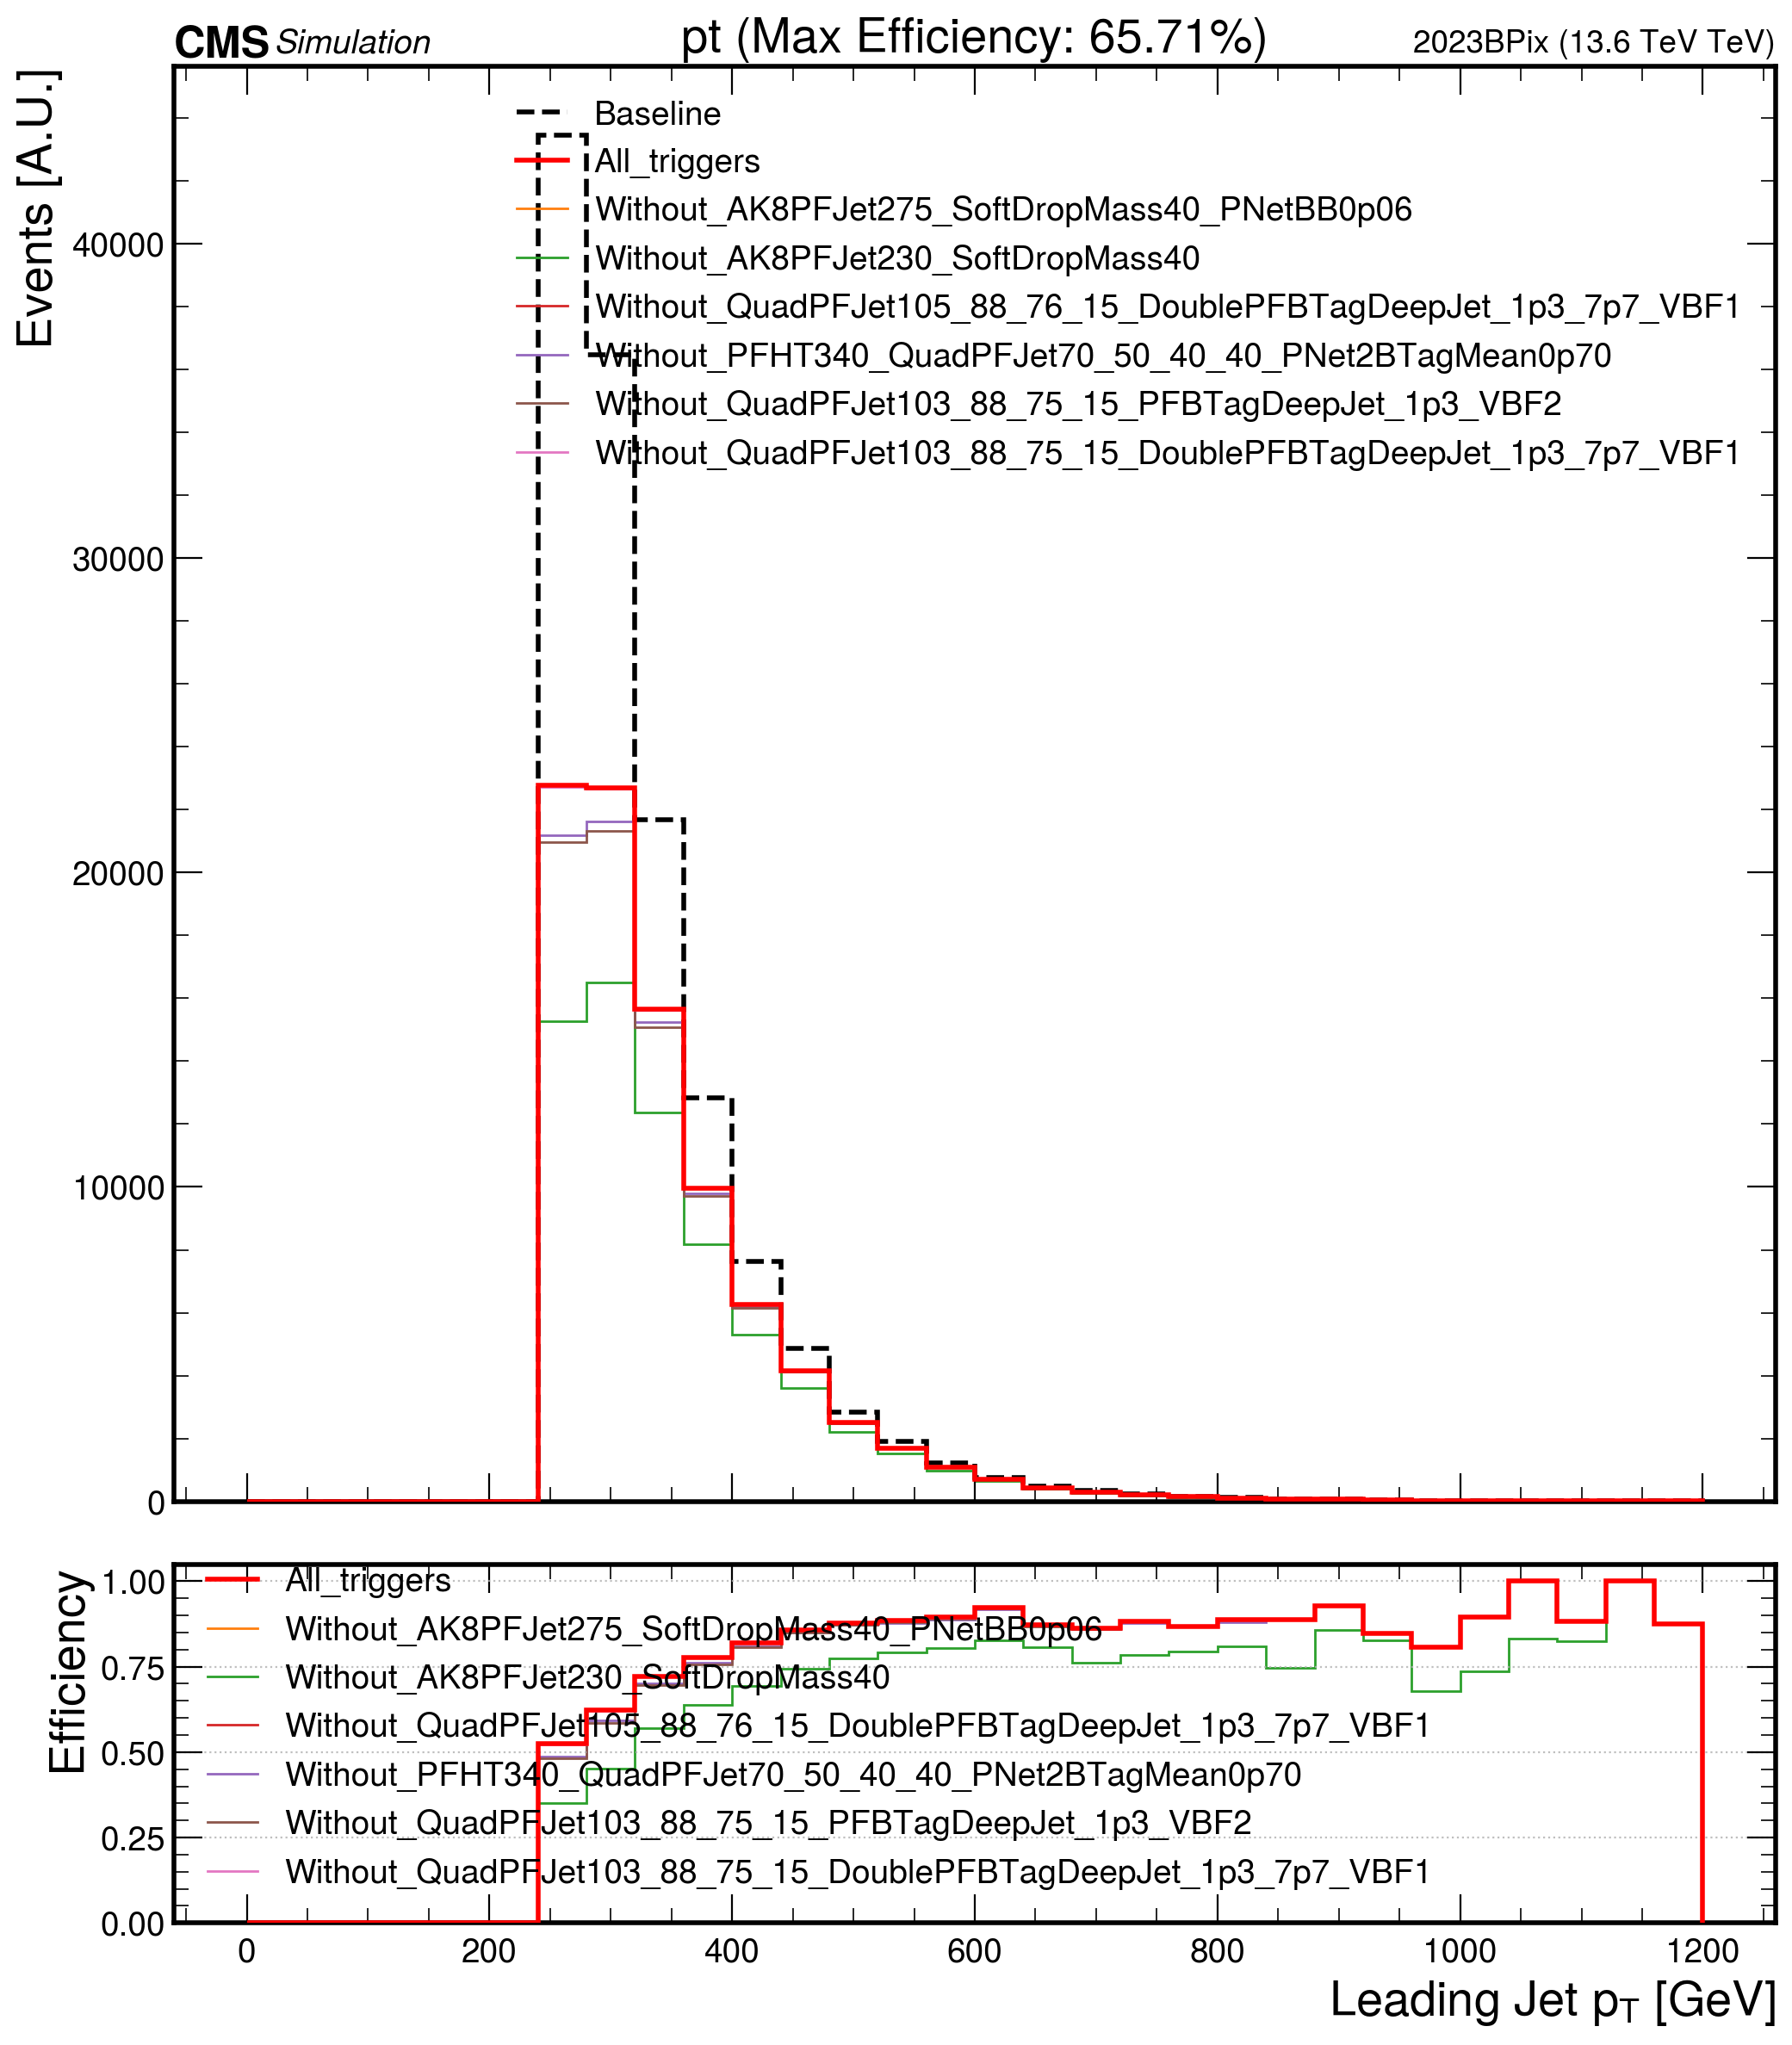 CMS Simulation pt (Max Efficiency: 65.71%) 2023BPix (13.6 TeV TeV)
Events [A.U.]
Baseline
All_triggers
Without_AK8PFJet275_SoftDropMass40_PNetBB0p06
Without_AK8PFJet230_SoftDropMass40
Without_QuadPFJet105_88_76_15_DoublePFBTagDeepJet_1p3_7p7_VBF1
Without_PFHT340_QuadPFJet70_50_40_40_PNet2BTagMean0p70
Without_QuadPFJet103_88_75_15_PFBTagDeepJet_1p3_VBF2
Without_QuadPFJet103_88_75_15_DoublePFBTagDeepJet_1p3_7p7_VBF1
40000
30000
20000
10000
0
Efficiency
1.00
0.75
0.50
0.25
0.00
All_triggers
Without_AK8PFJet275_SoftDropMass40_PNetBB0p06
Without_AK8PFJet230_SoftDropMass40
Without_QuadPFJet105_88_76_15_DoublePFBTagDeepJet_1p3_7p7_VBF1
Without_PFHT340_QuadPFJet70_50_40_40_PNet2BTagMean0p70
Without_QuadPFJet103_88_75_15_PFBTagDeepJet_1p3_VBF2
Without_QuadPFJet103_88_75_15_DoublePFBTagDeepJet_1p3_7p7_VBF1
0 200 400 600 800 1000 1200
Leading Jet pT [GeV]